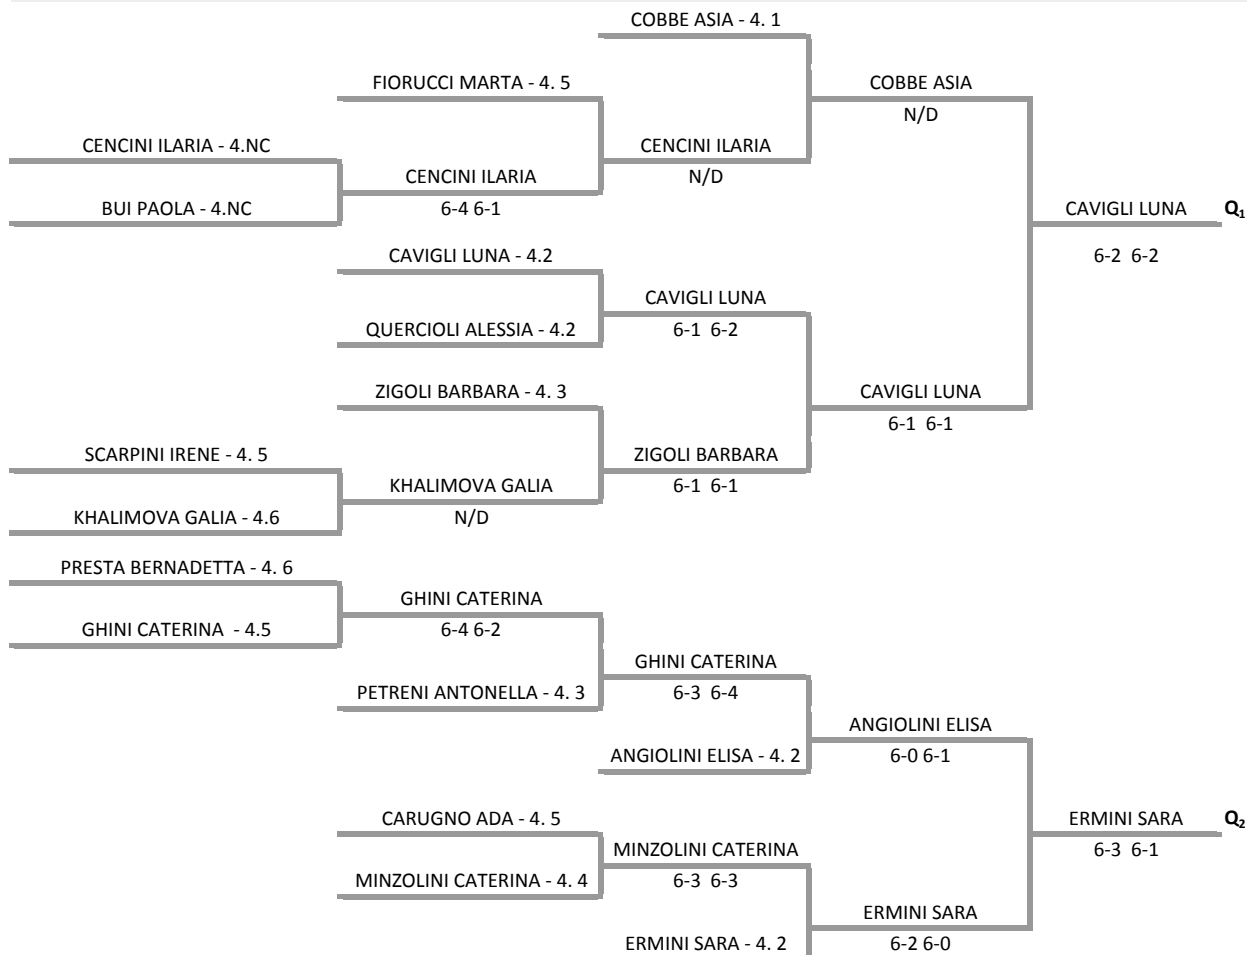 COBBE ASIA - 4. 1
FIORUCCI MARTA - 4. 5
COBBE ASIA
N/D
CENCINI ILARIA - 4.NC
CENCINI ILARIA
N/D
CENCINI ILARIA
6-4 6-1
BUI PAOLA - 4.NC
CAVIGLI LUNA
Q1
6-2 6-2
CAVIGLI LUNA - 4.2
CAVIGLI LUNA
6-1 6-2
QUERCIOLI ALESSIA - 4.2
ZIGOLI BARBARA - 4. 3
CAVIGLI LUNA
6-1 6-1
SCARPINI IRENE - 4. 5
ZIGOLI BARBARA
6-1 6-1
KHALIMOVA GALIA
N/D
KHALIMOVA GALIA - 4.6
PRESTA BERNADETTA - 4. 6
GHINI CATERINA
6-4 6-2
GHINI CATERINA - 4.5
GHINI CATERINA
6-3 6-4
PETRENI ANTONELLA - 4. 3
ANGIOLINI ELISA
6-0 6-1
ANGIOLINI ELISA - 4. 2
CARUGNO ADA - 4. 5
ERMINI SARA
Q2
6-3 6-1
MINZOLINI CATERINA
6-3 6-3
MINZOLINI CATERINA - 4. 4
ERMINI SARA
6-2 6-0
ERMINI SARA - 4. 2